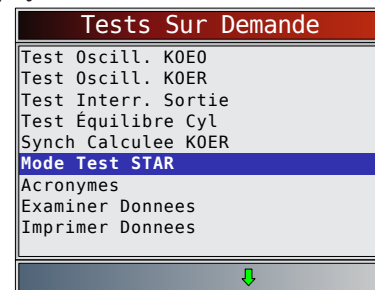 Tests Sur Demande
Test Oscill. KOEO
Test Oscill. KOER
Test Interr. Sortie
Test Équilibre Cyl
Synch Calculee KOER
Mode Test STAR
Acronymes
Examiner Donnees
Imprimer Donnees